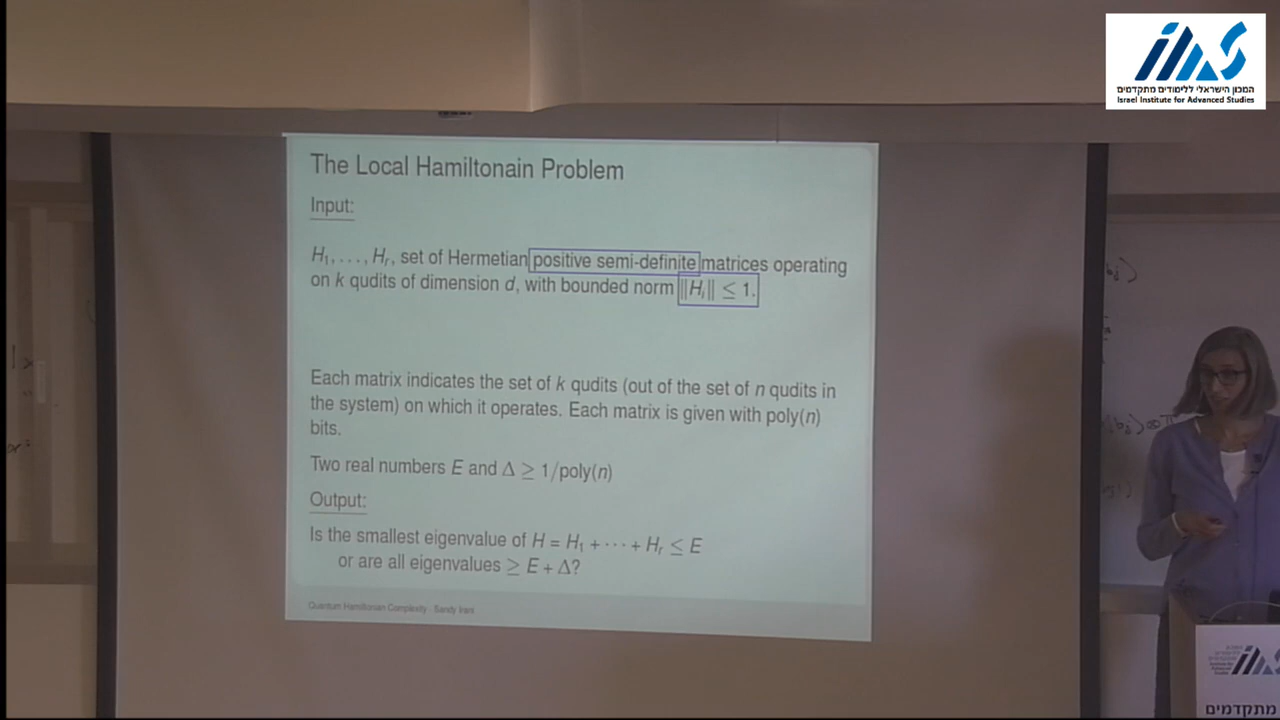 המכון הישראלי ללימודים מתקדמים
Israel Institute for Advanced Studies
The Local Hamiltonain Problem
Input:
H₁, . . . , Hᵣ, set of Hermetian positive semi-definite matrices operating
on k qudits of dimension d, with bounded norm ||Hᵢ|| ≤ 1.
Each matrix indicates the set of k qudits (out of the set of n qudits in
the system) on which it operates. Each matrix is given with poly(n)
bits.
Two real numbers E and Δ ≥ 1/poly(n)
Output:
Is the smallest eigenvalue of H = H₁ + · · · + Hᵣ ≤ E
or are all eigenvalues ≥ E + Δ?
Quantum Hamiltonian Complexity - Sandy Irani
מתקדמים